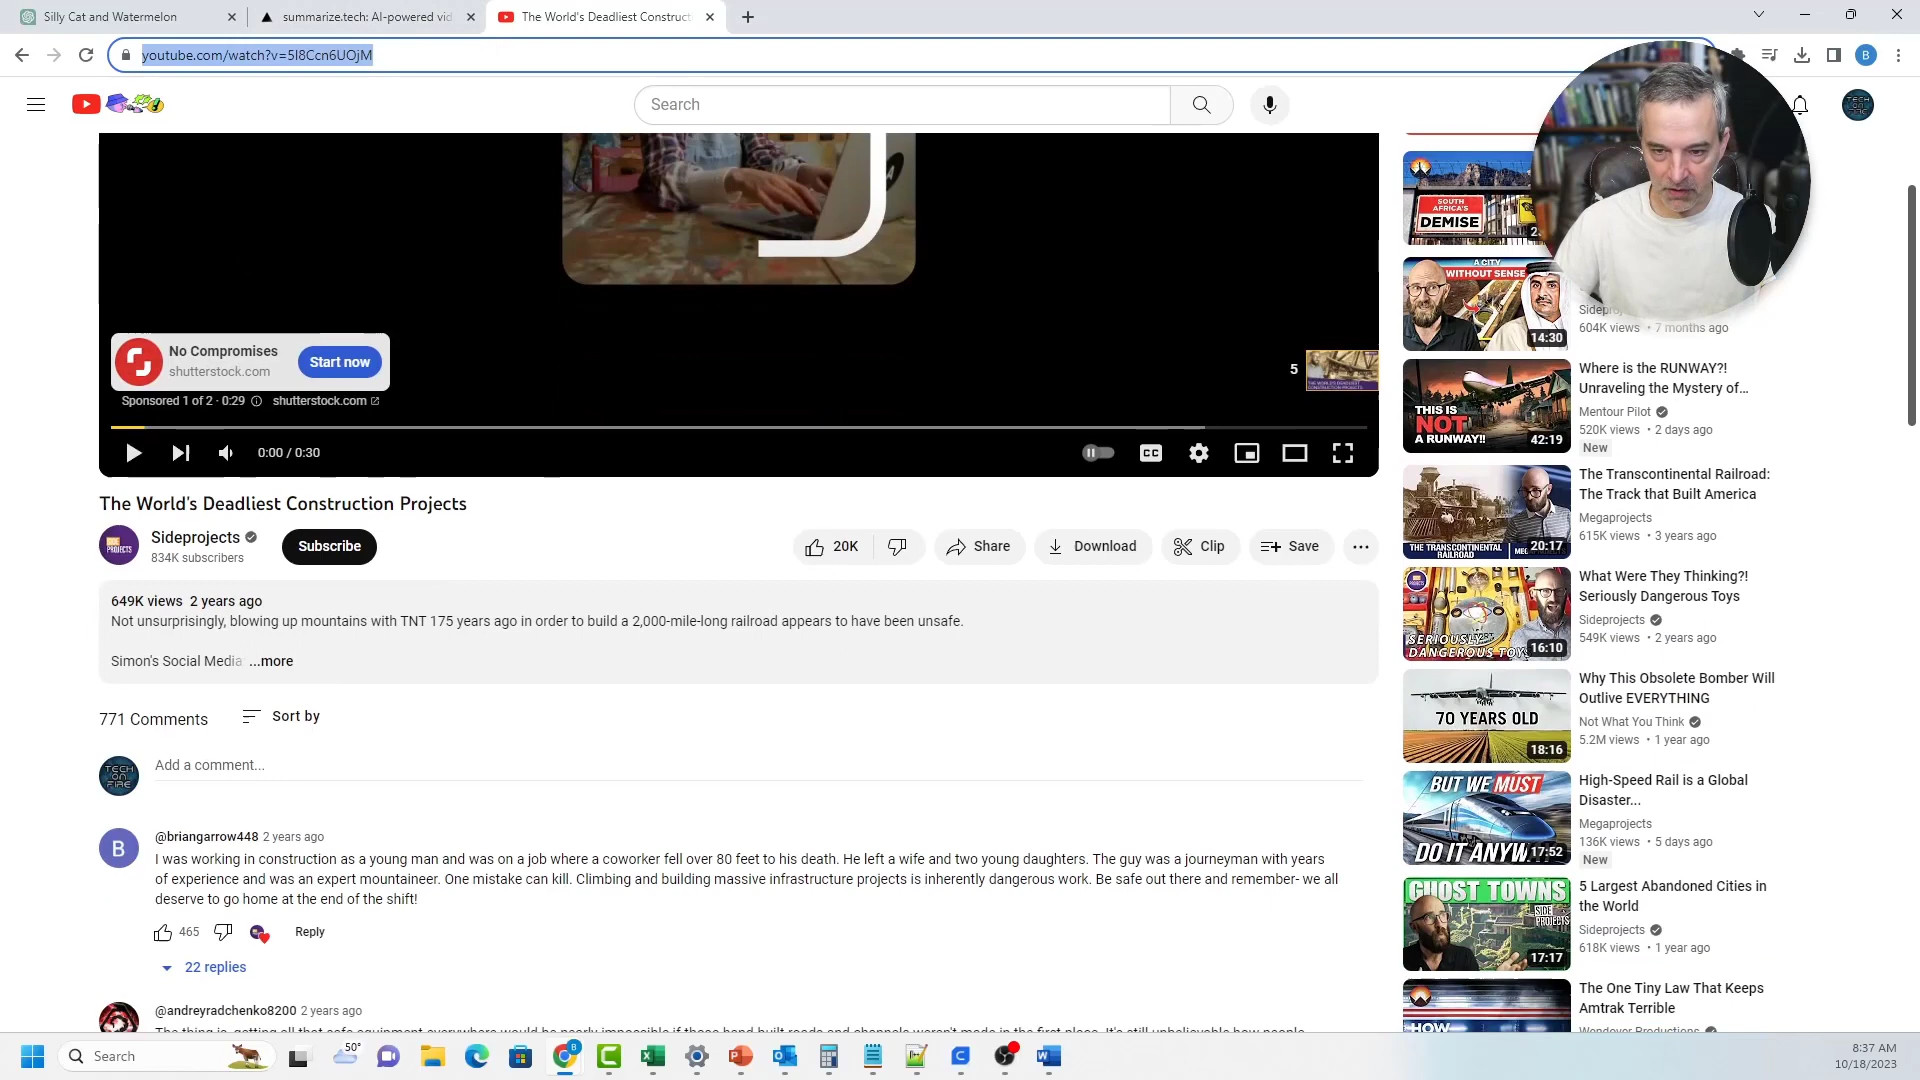 Silly Cat and Watermelon
summarize.tech: AI-powered vid
The World's Deadliest Construct
youtube.com/watch?v=5I8Ccn6UOjM
B
Search
TECH
ON
FIRE
No Compromises
shutterstock.com
Start now
Sponsored 1 of 2 · 0:29
shutterstock.com
5
0:00 / 0:30
CC
The World's Deadliest Construction Projects
Sideprojects
834K subscribers
Subscribe
20K
Share
Download
Clip
Save
649K views 2 years ago
Not unsurprisingly, blowing up mountains with TNT 175 years ago in order to build a 2,000-mile-long railroad appears to have been unsafe.
Simon's Social Media
...more
771 Comments
Sort by
TECH
ON
FIRE
Add a comment...
B
@briangarrow448 2 years ago
I was working in construction as a young man and was on a job where a coworker fell over 80 feet to his death. He left a wife and two young daughters. The guy was a journeyman with years
of experience and was an expert mountaineer. One mistake can kill. Climbing and building massive infrastructure projects is inherently dangerous work. Be safe out there and remember- we all
deserve to go home at the end of the shift!
465
Reply
22 replies
@andreyradchenko8200 2 years ago
SOUTH
AFRICA'S
DEMISE
A CITY
WITHOUT SENSE
14:30
604K views • 7 months ago
THIS IS
NOT
A RUNWAY!!
42:19
Where is the RUNWAY?!
Unraveling the Mystery of...
Mentour Pilot
520K views • 2 days ago
New
THE TRANSCONTINENTAL
RAILROAD
20:17
The Transcontinental Railroad:
The Track that Built America
Megaprojects
615K views • 3 years ago
SERIOUSLY
DANGEROUS TOYS
16:10
What Were They Thinking?!
Seriously Dangerous Toys
Sideprojects
549K views • 2 years ago
70 YEARS OLD
18:16
Why This Obsolete Bomber Will
Outlive EVERYTHING
Not What You Think
5.2M views • 1 year ago
BUT WE MUST
DO IT ANYW
17:52
High-Speed Rail is a Global
Disaster...
Megaprojects
136K views • 5 days ago
New
GHOST TOWNS
SIDE
PROJECTS
17:17
5 Largest Abandoned Cities in
the World
Sideprojects
618K views • 1 year ago
HOW
The One Tiny Law That Keeps
Amtrak Terrible
Wendover Productions
Search
50°
8:37 AM
10/18/2023